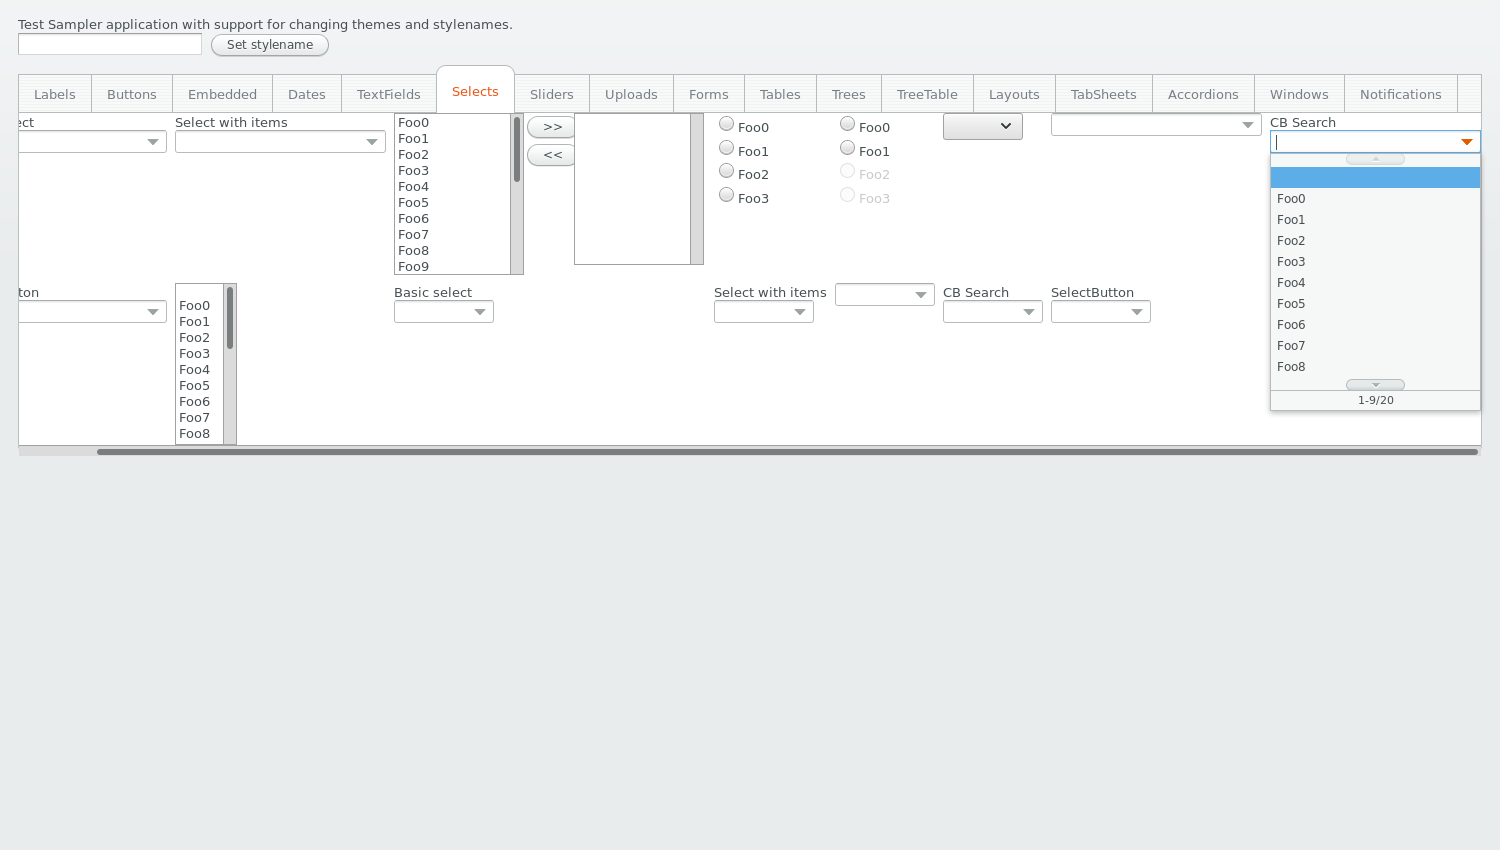 Test Sampler application with support for changing themes and stylenames.
Set stylename
Labels Buttons Embedded Dates TextFields Selects Sliders Uploads Forms Tables Trees TreeTable Layouts TabSheets Accordions Windows Notifications
ect
Select with items
Foo0
Foo1
Foo2
Foo3
Foo4
Foo5
Foo6
Foo7
Foo8
Foo9
>>
<<
Foo0
Foo1
Foo2
Foo3
Foo0
Foo1
Foo2
Foo3
CB Search
Foo0
Foo1
Foo2
Foo3
Foo4
Foo5
Foo6
Foo7
Foo8
1-9/20
ton
Foo0
Foo1
Foo2
Foo3
Foo4
Foo5
Foo6
Foo7
Foo8
Basic select
Select with items
CB Search
SelectButton